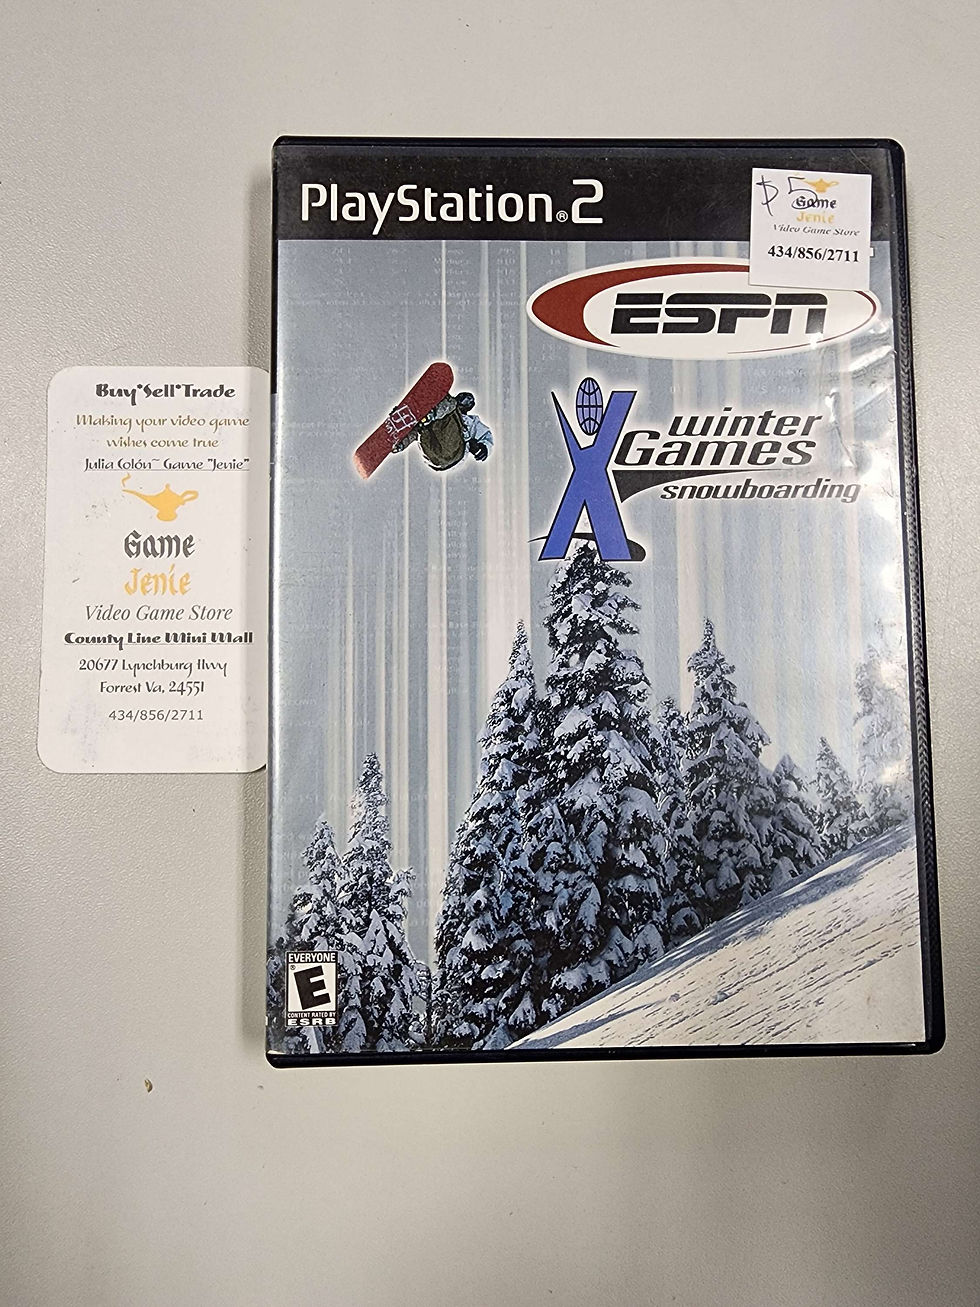 PlayStation®2
$5
Game
Jenie
Video Game Store
434/856/2711
ESPN
winter
X Games
snowboarding
Buy*Sell*Trade
Making your video game
wishes come true
Julia Colón~ Game "Jenie"
Game
Jenie
Video Game Store
County Line Mini Mall
20677 Lynchburg Hwy
Forrest Va, 24551
434/856/2711
EVERYONE
E
CONTENT RATED BY
ESRB